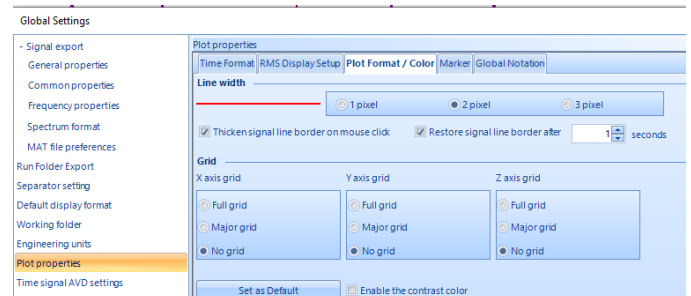 Global Settings
- Signal export
General properties
Common properties
Frequency properties
Spectrum format
MAT file preferences
Run Folder Export
Separator setting
Default display format
Working folder
Engineering units
Plot properties
Time signal AVD settings
Plot properties
Time Format RMS Display Setup Plot Format / Color Marker Global Notation
Line width
1 pixel 2 pixel 3 pixel
Thicken signal line border on mouse click Restore signal line border after 1 seconds
Grid
X axis grid Y axis grid Z axis grid
Full grid Full grid Full grid
Major grid Major grid Major grid
No grid No grid No grid
Set as Default Enable the contrast color